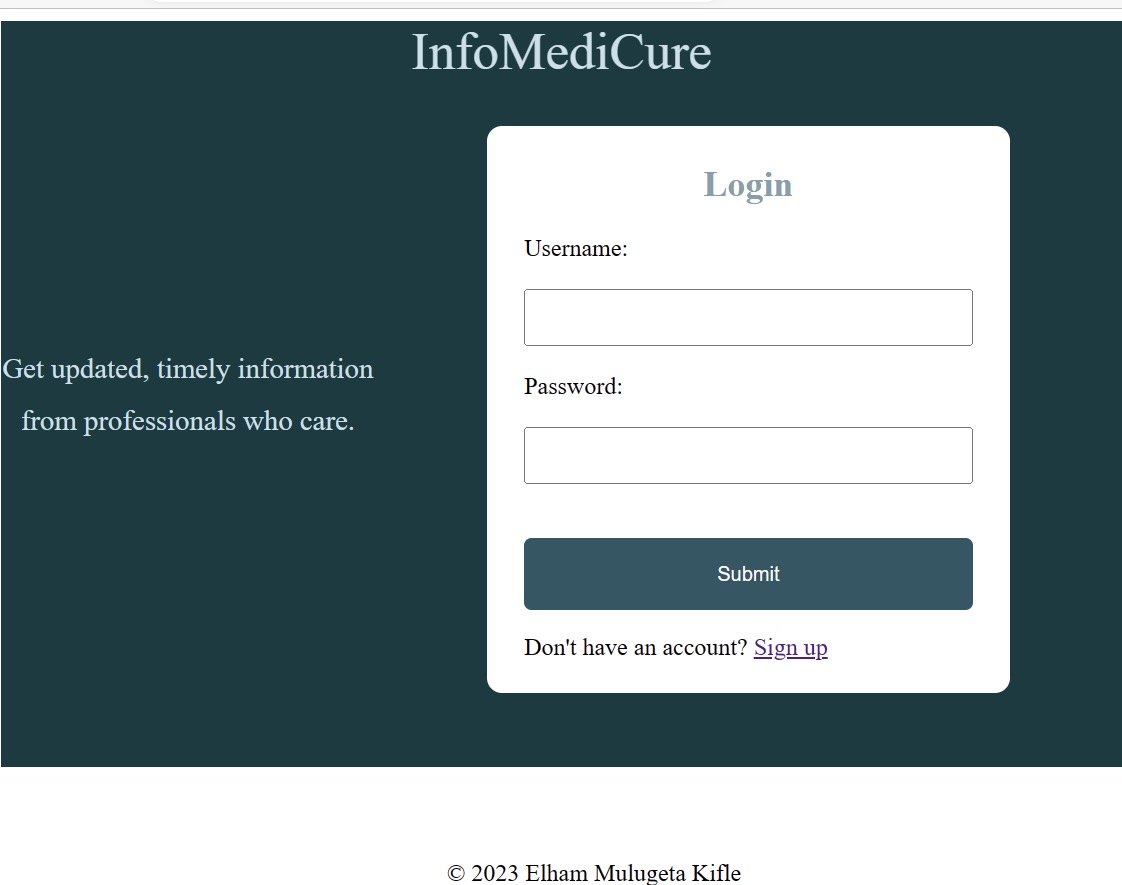 InfoMediCure
Get updated, timely information
from professionals who care.
Login
Username:
Password:
Submit
Don't have an account? Sign up
© 2023 Elham Mulugeta Kifle